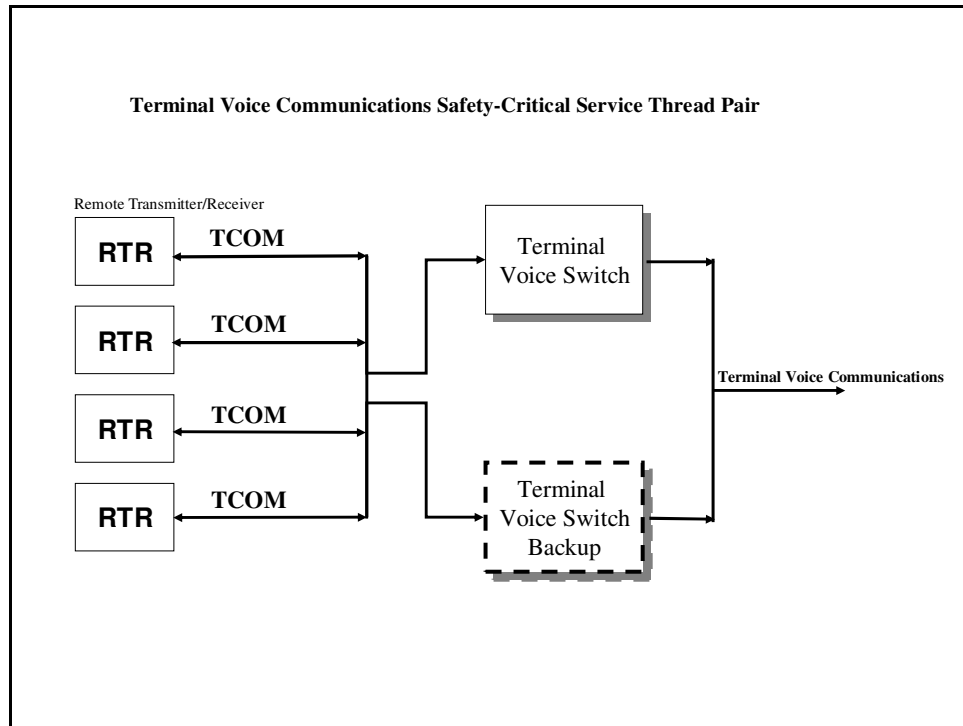 Terminal Voice Communications Safety-Critical Service Thread Pair
Remote Transmitter/Receiver
RTR
TCOM
RTR
TCOM
RTR
TCOM
RTR
TCOM
Terminal
Voice Switch
Terminal
Voice Switch
Backup
Terminal Voice Communications